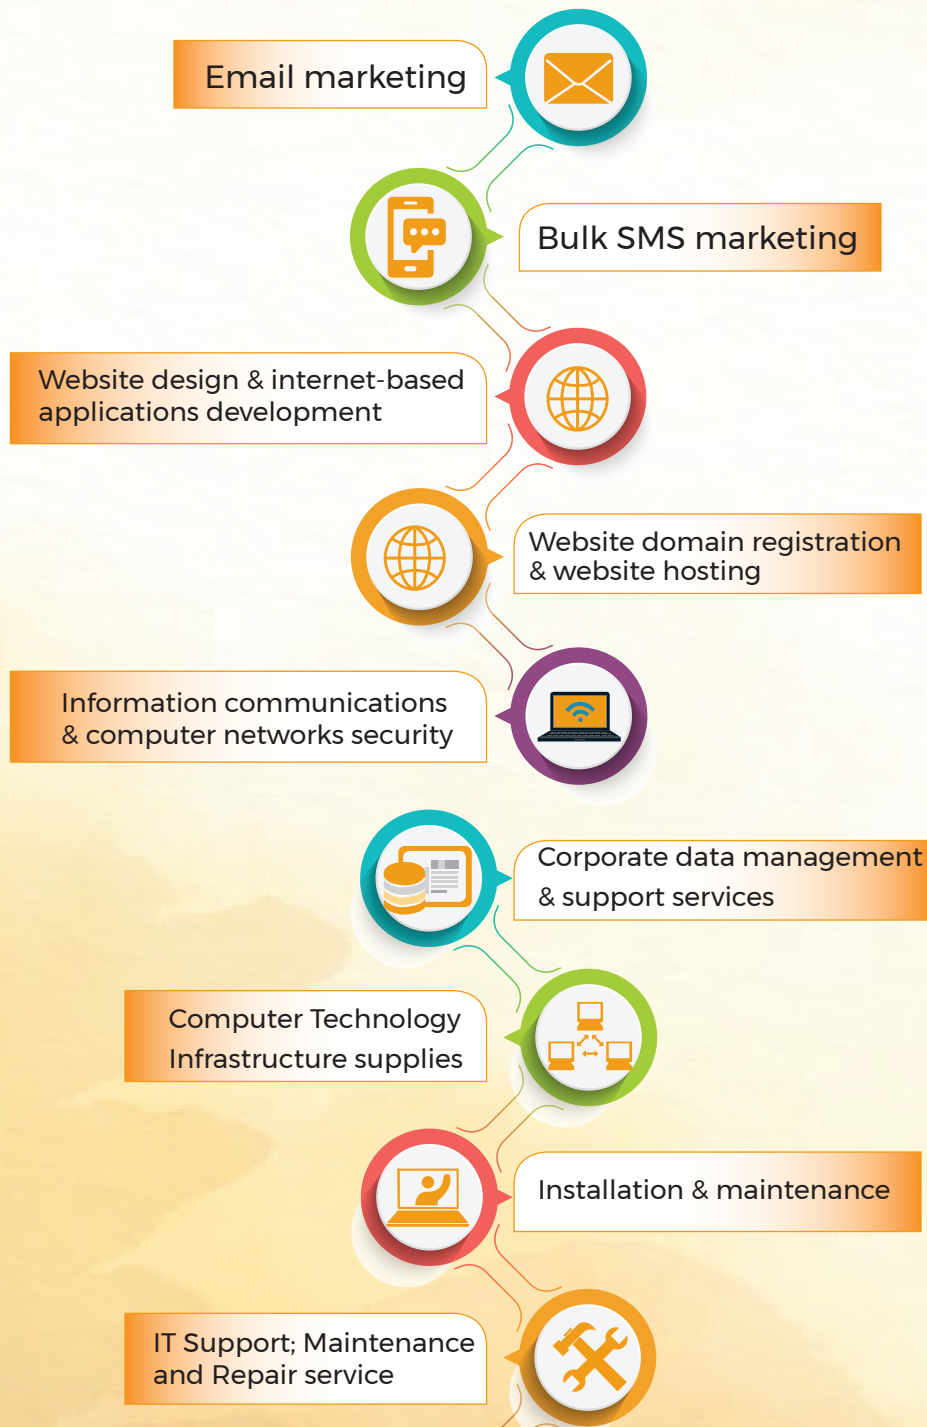 Email marketing
Bulk SMS marketing
Website design & internet-based
applications development
Website domain registration
& website hosting
Information communications
& computer networks security
Corporate data management
& support services
Computer Technology
Infrastructure supplies
Installation & maintenance
IT Support; Maintenance
and Repair service